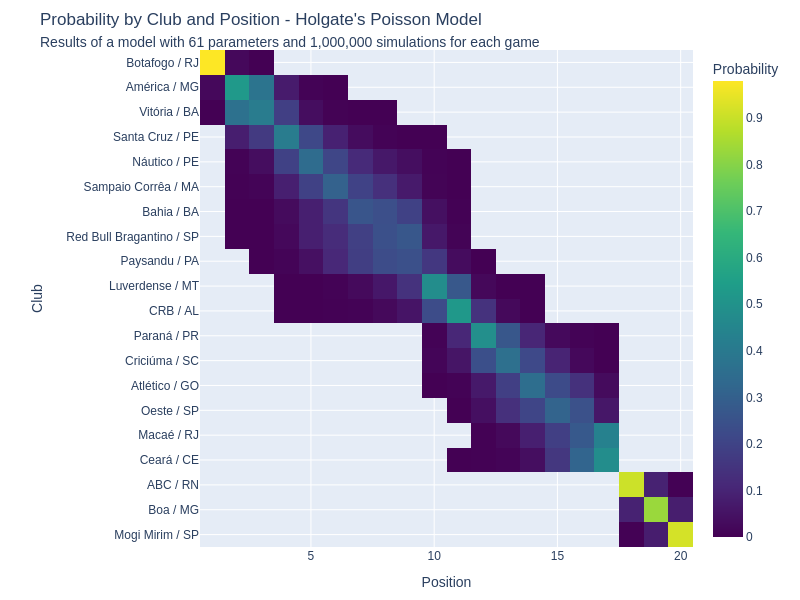 Probability by Club and Position - Holgate's Poisson Model
Results of a model with 61 parameters and 1,000,000 simulations for each game
Probability
Botafogo / RJ
América / MG
Vitória / BA
Santa Cruz / PE
Náutico / PE
Sampaio Corrêa / MA
Bahia / BA
Red Bull Bragantino / SP
Paysandu / PA
Luverdense / MT
CRB / AL
Paraná / PR
Criciúma / SC
Atlético / GO
Oeste / SP
Macaé / RJ
Ceará / CE
ABC / RN
Boa / MG
Mogi Mirim / SP
Club
5
10
15
20
Position
0.9
0.8
0.7
0.6
0.5
0.4
0.3
0.2
0.1
0